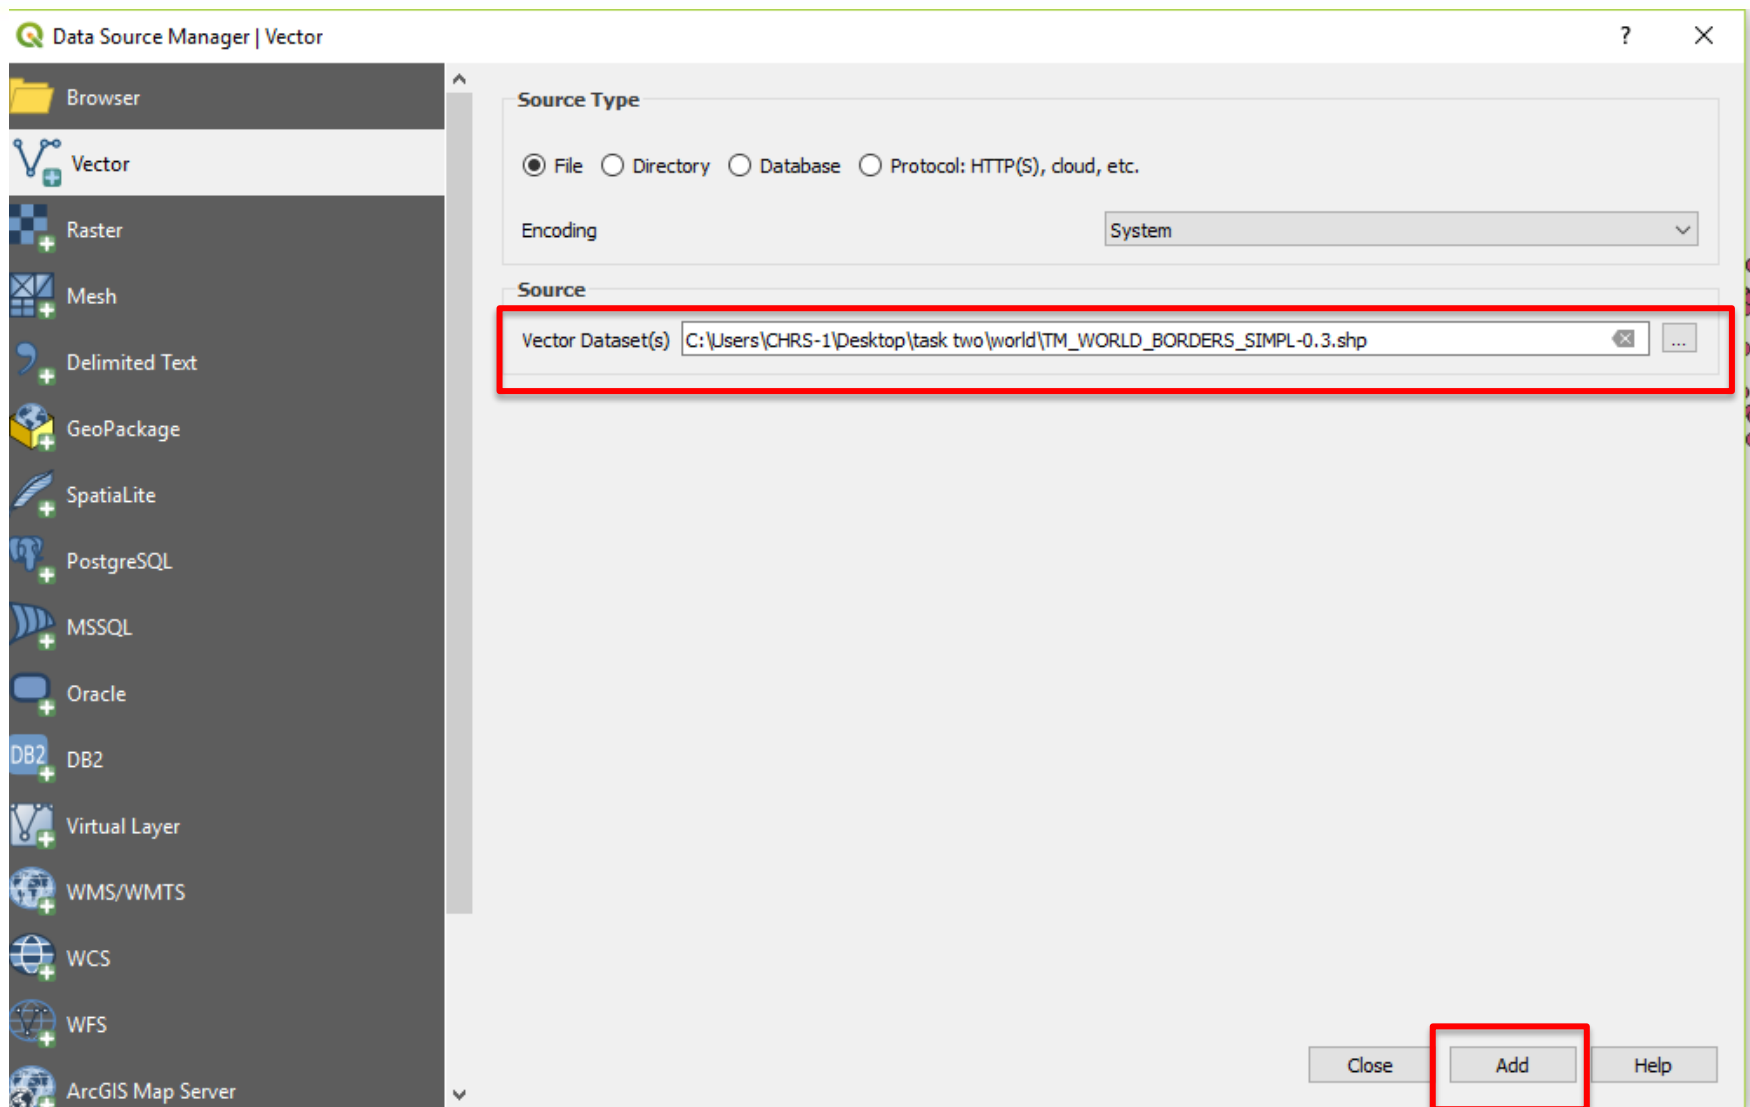 Data Source Manager | Vector
?
Browser
Vector
Raster
Mesh
Delimited Text
GeoPackage
SpatiaLite
PostgreSQL
MSSQL
Oracle
DB2
DB2
Virtual Layer
WMS/WMTS
WCS
WFS
ArcGIS Map Server
Source Type
File Directory Database Protocol: HTTP(S), cloud, etc.
Encoding System
Source
Vector Dataset(s) C:\Users\CHRS-1\Desktop\task two\world\TM_WORLD_BORDERS_SIMPL-0.3.shp ...
Close Add Help